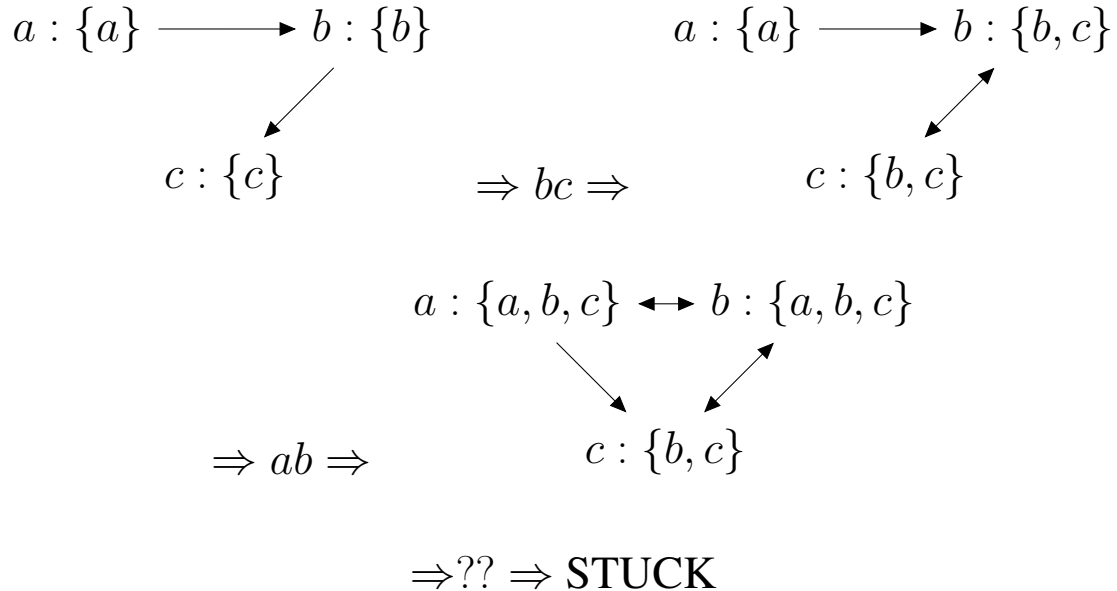 a : {a} b : {b} a : {a} b : {b, c}
c : {c} ⇒ bc ⇒ c : {b, c}
a : {a, b, c} b : {a, b, c}
⇒ ab ⇒ c : {b, c}
⇒?? ⇒ STUCK